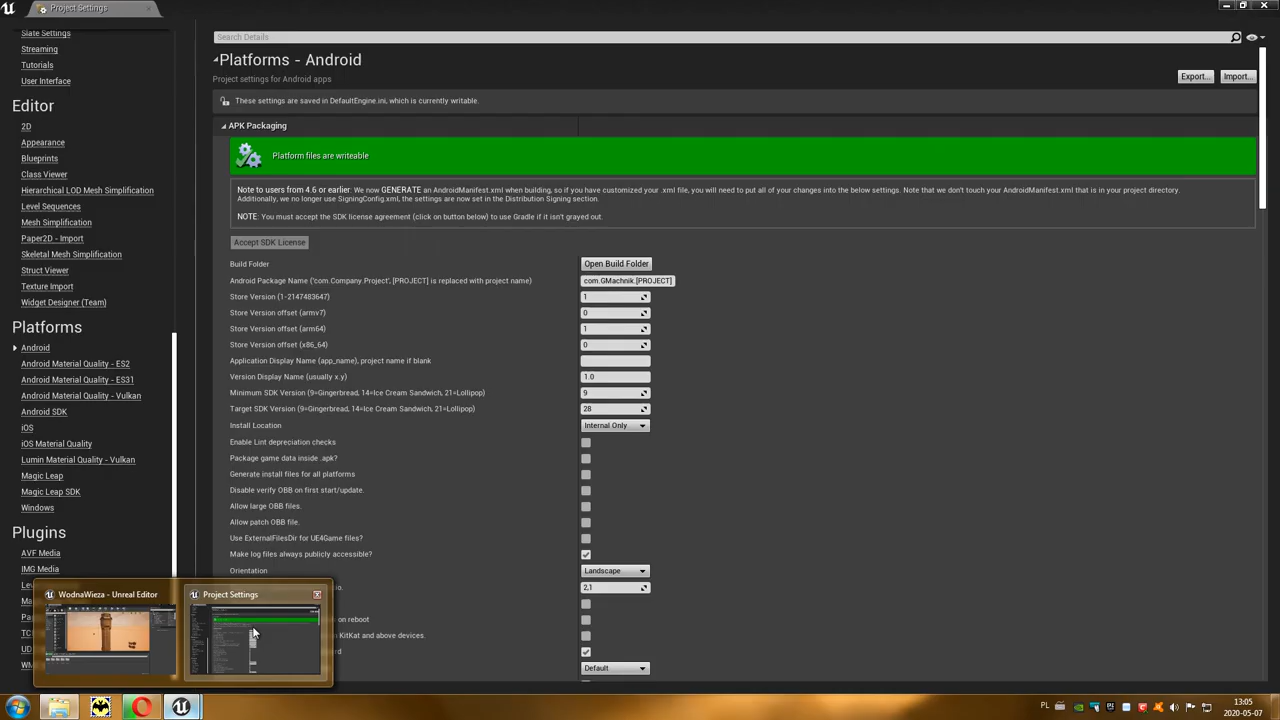 Project Settings
Slate Settings
Streaming
Tutorials
User Interface
Editor
2D
Appearance
Blueprints
Class Viewer
Hierarchical LOD Mesh Simplification
Level Sequences
Mesh Simplification
Paper2D - Import
Skeletal Mesh Simplification
Struct Viewer
Texture Import
Widget Designer (Team)
Platforms
Android
Android Material Quality - ES2
Android Material Quality - ES31
Android Material Quality - Vulkan
Android SDK
iOS
iOS Material Quality
Lumin Material Quality - Vulkan
Magic Leap
Magic Leap SDK
Windows
Plugins
AVF Media
IMG Media
Search Details
Platforms - Android
Project settings for Android apps
Export...
Import...
These settings are saved in DefaultEngine.ini, which is currently writable.
APK Packaging
Platform files are writeable
Note to users from 4.6 or earlier: We now GENERATE an AndroidManifest.xml when building, so if you have customized your .xml file, you will need to put all of your changes into the below settings. Note that we don't touch your AndroidManifest.xml that is in your project directory.
Additionally, we no longer use SigningConfig.xml, the settings are now set in the Distribution Signing section.
NOTE: You must accept the SDK license agreement (click on button below) to use Gradle if it isn't grayed out.
Accept SDK License
Build Folder
Open Build Folder
Android Package Name ('com.Company.Project', [PROJECT] is replaced with project name)
com.GMachnik.[PROJECT]
Store Version (1-2147483647)
1
Store Version offset (armv7)
0
Store Version offset (arm64)
1
Store Version offset (x86_64)
0
Application Display Name (app_name), project name if blank
Version Display Name (usually x.y)
1.0
Minimum SDK Version (9=Gingerbread, 14=Ice Cream Sandwich, 21=Lollipop)
9
Target SDK Version (9=Gingerbread, 14=Ice Cream Sandwich, 21=Lollipop)
28
Install Location
Internal Only
Enable Lint depreciation checks
Package game data inside .apk?
Generate install files for all platforms
Disable verify OBB on first start/update.
Allow large OBB files.
Allow patch OBB file.
Use ExternalFilesDir for UE4Game files?
Make log files always publicly accessible?
Orientation
Landscape
2,1
on reboot
KitKat and above devices.
Default
WodnaWieza - Unreal Editor
Project Settings
PL
13:05
2020-05-07